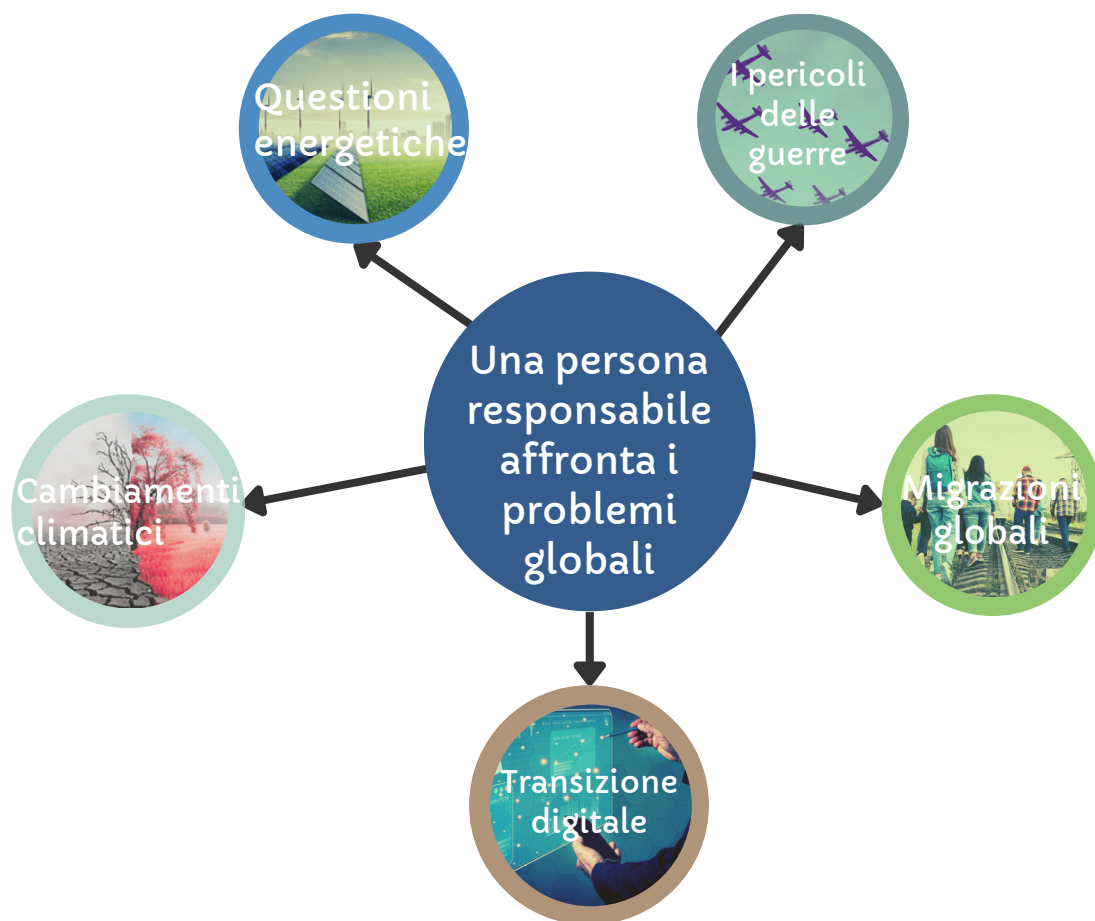 Questioni
energetiche
I pericoli
delle
guerre
Una persona
responsabile
affronta i
problemi
globali
Cambiamenti
climatici
Migrazioni
globali
Transizione
digitale